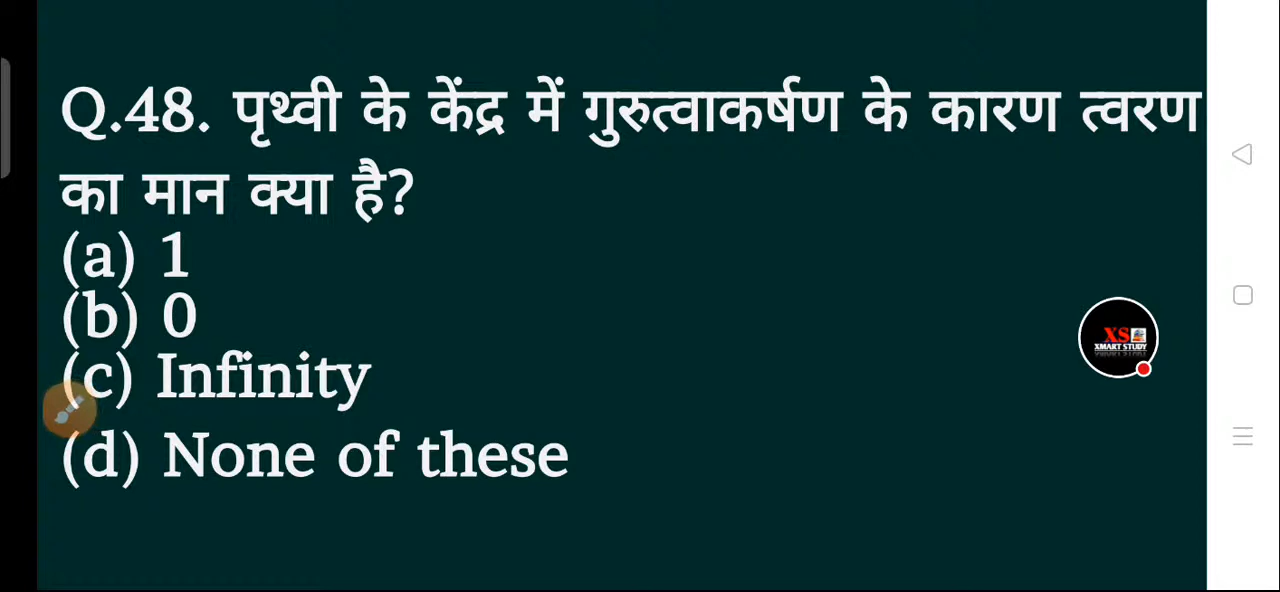 Q.48. पृथ्वी के केंद्र में गुरुत्वाकर्षण के कारण त्वरण
का मान क्या है?
(a) 1
(b) 0
(c) Infinity
(d) None of these
XS
XMART STUDY